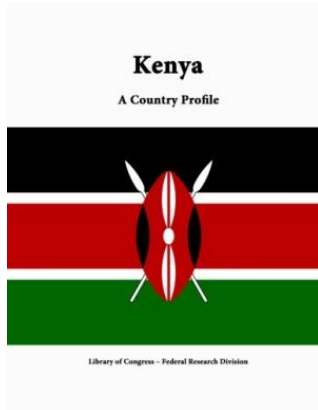 Kenya
A Country Profile
Library of Congress – Federal Research Division